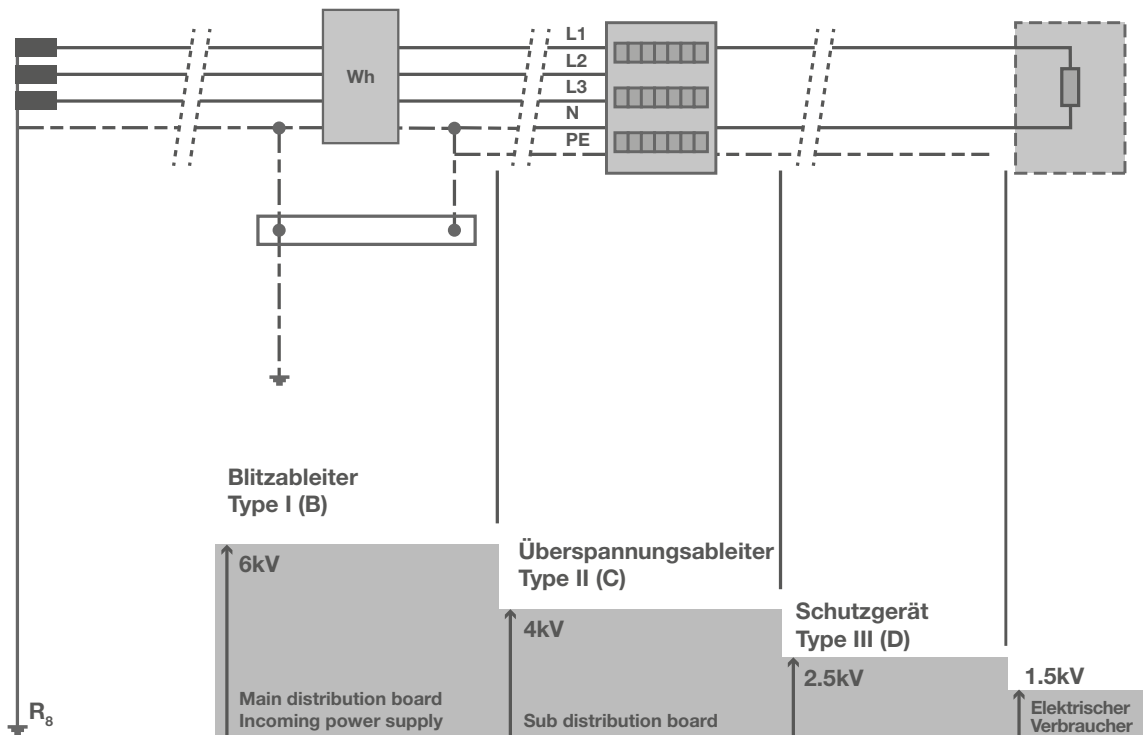 L1
L2
L3
N
PE
Wh
Blitzableiter
Type I (B)
6kV
Main distribution board
Incoming power supply
Überspannungsableiter
Type II (C)
4kV
Sub distribution board
Schutzgerät
Type III (D)
2.5kV
1.5kV
Elektrischer
Verbraucher
R₈